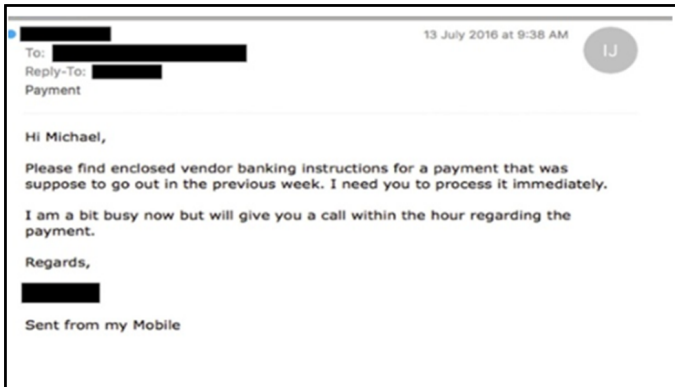 13 July 2016 at 9:38 AM
IJ
To:
Reply-To:
Payment
Hi Michael,
Please find enclosed vendor banking instructions for a payment that was
suppose to go out in the previous week. I need you to process it immediately.
I am a bit busy now but will give you a call within the hour regarding the
payment.
Regards,
Sent from my Mobile